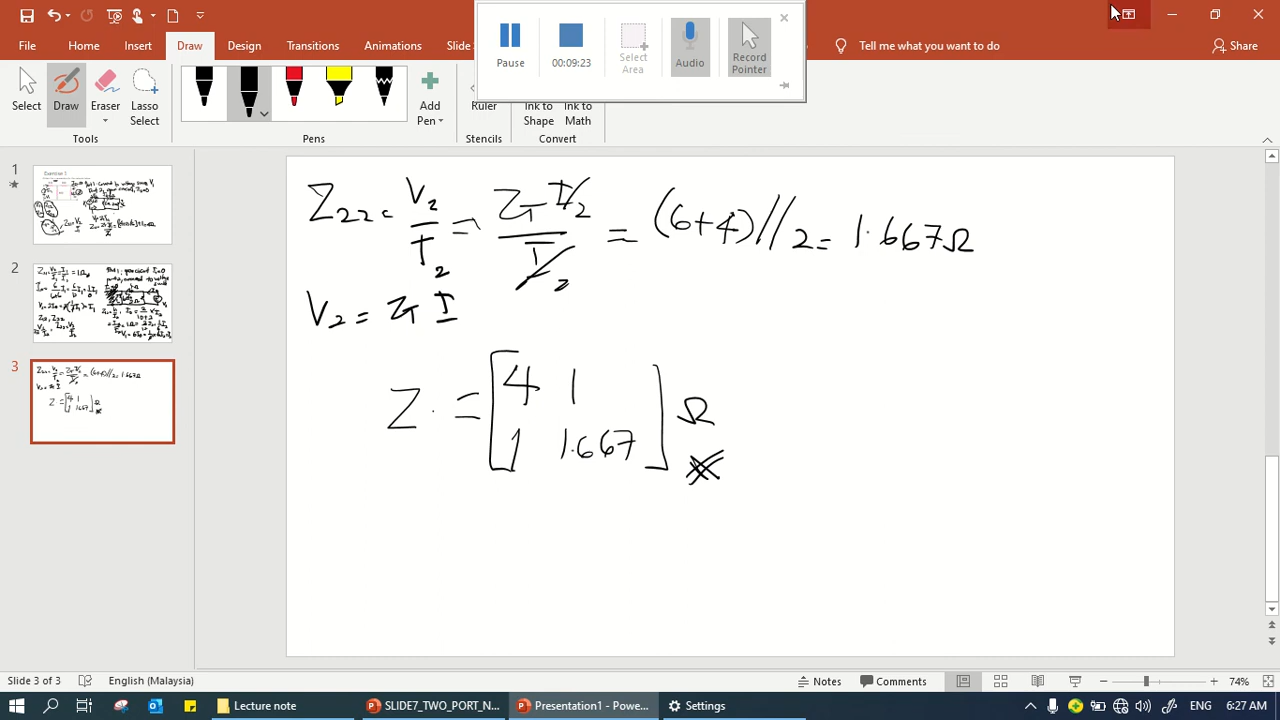 Pause
00:09:23
Select Area
Audio
Record Pointer
File Home Insert Draw Design Transitions Animations Slide
Tell me what you want to do
Share
Select
Draw
Eraser
Lasso Select
Add Pen
Ruler
Ink to Shape
Ink to Math
Tools
Pens
Stencils
Convert
1
2
3
Z22 = V2/I2 = ZT I2/I2 = (6+4)//2 = 1.667Ω
V2 = ZT I
Z = [4 1
1 1.667] Ω
Slide 3 of 3
English (Malaysia)
Notes
Comments
74%
Lecture note
SLIDE7_TWO_PORT_N...
Presentation1 - Powe...
Settings
6:27 AM